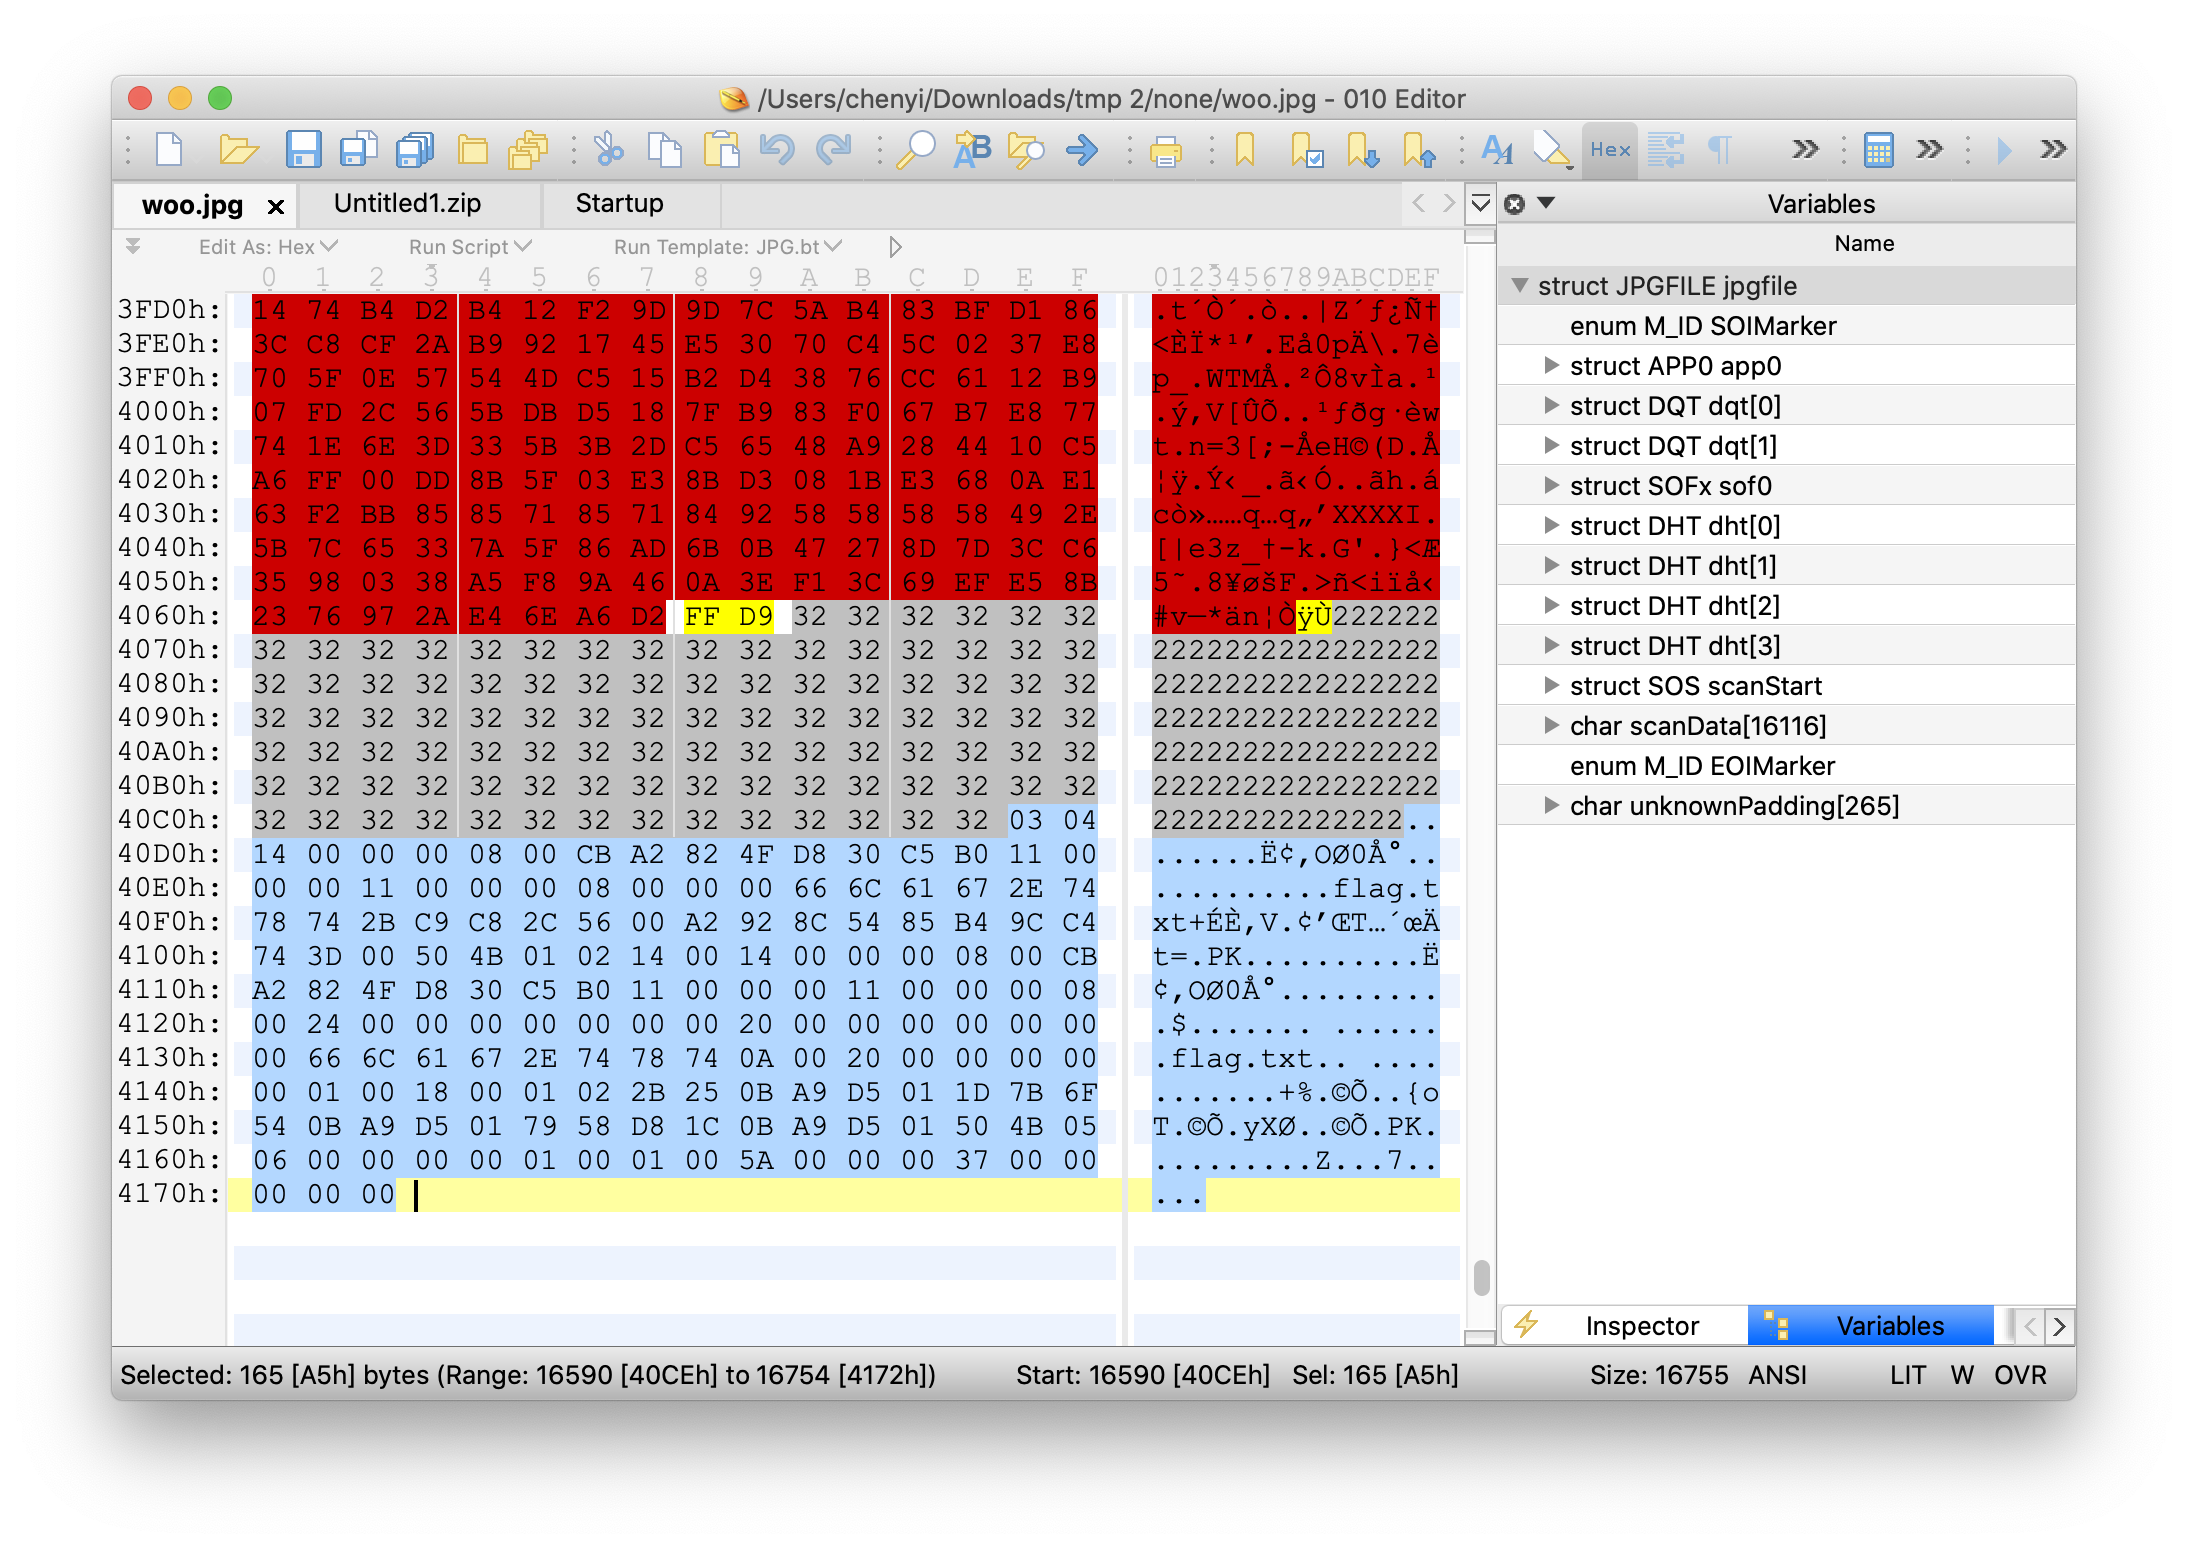 /Users/chenyi/Downloads/tmp 2/none/woo.jpg - 010 Editor
Hex
woo.jpg
Untitled1.zip
Startup
Variables
Edit As: Hex
Run Script
Run Template: JPG.bt
Name
0 1 2 3 4 5 6 7 8 9 A B C D E F 0123456789ABCDEF
3FD0h: 14 74 B4 D2 B4 12 F2 9D 9D 7C 5A B4 83 BF D1 86 .t´Ò´.ò..|Z´ƒ¿Ñ†
3FE0h: 3C C8 CF 2A B9 92 17 45 E5 30 70 C4 5C 02 37 E8 <ÈÏ*¹’.Eå0pÄ\.7è
3FF0h: 70 5F 0E 57 54 4D C5 15 B2 D4 38 76 CC 61 12 B9 p_.WTMÅ.²Ô8vÌa.¹
4000h: 07 FD 2C 56 5B DB D5 18 7F B9 83 F0 67 B7 E8 77 .ý,V[ÛÕ..¹ƒðg·èw
4010h: 74 1E 6E 3D 33 5B 3B 2D C5 65 48 A9 28 44 10 C5 t.n=3[;-ÅeH©(D.Å
4020h: A6 FF 00 DD 8B 5F 03 E3 8B D3 08 1B E3 68 0A E1 ¦ÿ.Ý‹_.ã‹Ó..ãh.á
4030h: 63 F2 BB 85 85 71 85 71 84 92 58 58 58 58 49 2E cò»……q…q„’XXXXI.
4040h: 5B 7C 65 33 7A 5F 86 AD 6B 0B 47 27 8D 7D 3C C6 [|e3z_†-k.G'.}<Æ
4050h: 35 98 03 38 A5 F8 9A 46 0A 3E F1 3C 69 EF E5 8B 5˜.8¥øšF.>ñ<iïå‹
4060h: 23 76 97 2A E4 6E A6 D2 FF D9 32 32 32 32 32 32 #v—*än¦ÒÿÙ222222
4070h: 32 32 32 32 32 32 32 32 32 32 32 32 32 32 32 32 2222222222222222
4080h: 32 32 32 32 32 32 32 32 32 32 32 32 32 32 32 32 2222222222222222
4090h: 32 32 32 32 32 32 32 32 32 32 32 32 32 32 32 32 2222222222222222
40A0h: 32 32 32 32 32 32 32 32 32 32 32 32 32 32 32 32 2222222222222222
40B0h: 32 32 32 32 32 32 32 32 32 32 32 32 32 32 32 32 2222222222222222
40C0h: 32 32 32 32 32 32 32 32 32 32 32 32 32 32 03 04 22222222222222..
40D0h: 14 00 00 00 08 00 CB A2 82 4F D8 30 C5 B0 11 00 ......Ë¢‚OØ0Å°..
40E0h: 00 00 11 00 00 00 08 00 00 00 66 6C 61 67 2E 74 ..........flag.t
40F0h: 78 74 2B C9 C8 2C 56 00 A2 92 8C 54 85 B4 9C C4 xt+ÉÈ,V.¢’ŒT…´œÄ
4100h: 74 3D 00 50 4B 01 02 14 00 14 00 00 00 08 00 CB t=.PK..........Ë
4110h: A2 82 4F D8 30 C5 B0 11 00 00 00 11 00 00 00 08 ¢‚OØ0Å°.........
4120h: 00 24 00 00 00 00 00 00 00 20 00 00 00 00 00 00 .$....... ......
4130h: 00 66 6C 61 67 2E 74 78 74 0A 00 20 00 00 00 00 .flag.txt.. ....
4140h: 00 01 00 18 00 01 02 2B 25 0B A9 D5 01 1D 7B 6F .......+%.©Õ..{o
4150h: 54 0B A9 D5 01 79 58 D8 1C 0B A9 D5 01 50 4B 05 T.©Õ.yXØ..©Õ.PK.
4160h: 06 00 00 00 00 01 00 01 00 5A 00 00 00 37 00 00 .........Z...7..
4170h: 00 00 00 ...
struct JPGFILE jpgfile
enum M_ID SOIMarker
struct APP0 app0
struct DQT dqt[0]
struct DQT dqt[1]
struct SOFx sof0
struct DHT dht[0]
struct DHT dht[1]
struct DHT dht[2]
struct DHT dht[3]
struct SOS scanStart
char scanData[16116]
enum M_ID EOIMarker
char unknownPadding[265]
Inspector
Variables
Selected: 165 [A5h] bytes (Range: 16590 [40CEh] to 16754 [4172h]) Start: 16590 [40CEh] Sel: 165 [A5h] Size: 16755 ANSI LIT W OVR